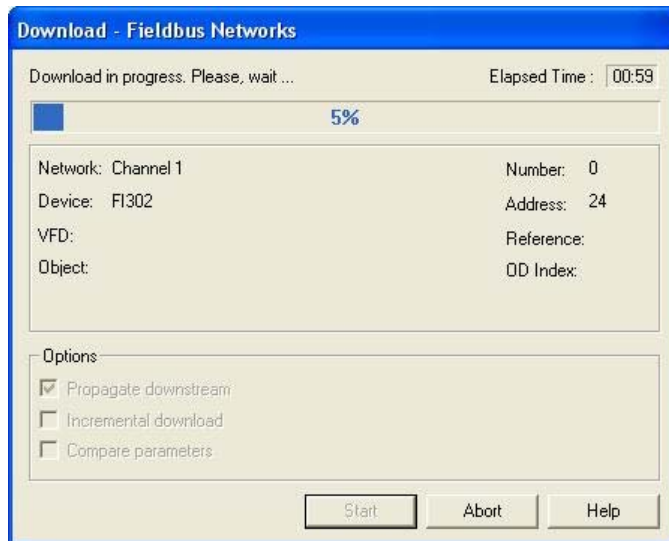 Download - Fieldbus Networks
Download in progress. Please, wait ...
Elapsed Time : 00:59
5%
Network: Channel 1
Number: 0
Device: FI302
Address: 24
VFD:
Reference:
Object:
OD Index:
Options
Propagate downstream
Incremental download
Compare parameters
Start Abort Help